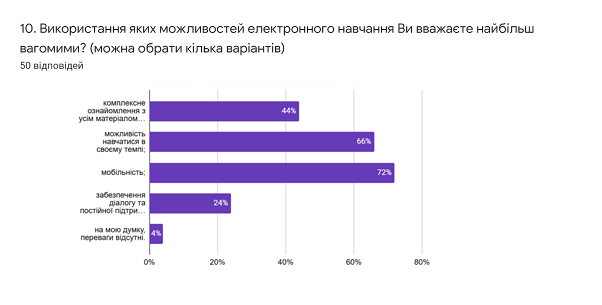 10. Використання яких можливостей електронного навчання Ви вважаєте найбільш
вагомими? (можна обрати кілька варіантів)
50 відповідей
комплексне
ознайомлення з
усім матеріалом…
44%
можливість
навчатися в
своєму темпі;
66%
мобільність;
72%
забезпечення
діалогу та
постійної підтри…
24%
на мою думку,
переваги відсутні.
4%
0%
20%
40%
60%
80%